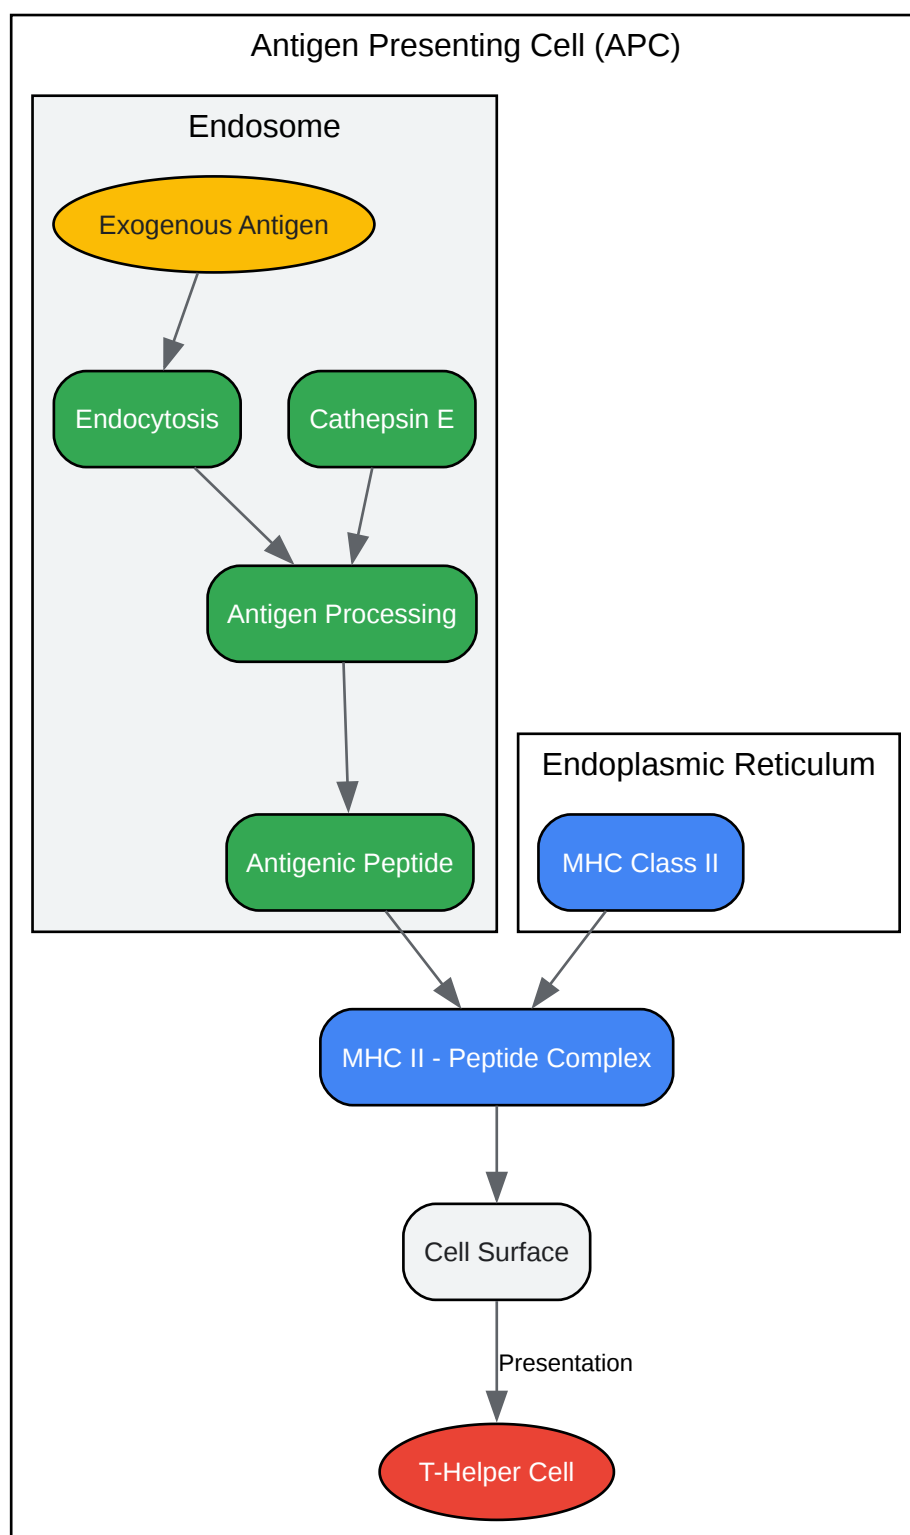 Antigen Presenting Cell (APC)
Endosome
Exogenous Antigen
Endocytosis
Cathepsin E
Antigen Processing
Endoplasmic Reticulum
Antigenic Peptide
MHC Class II
MHC II - Peptide Complex
Cell Surface
Presentation
T-Helper Cell